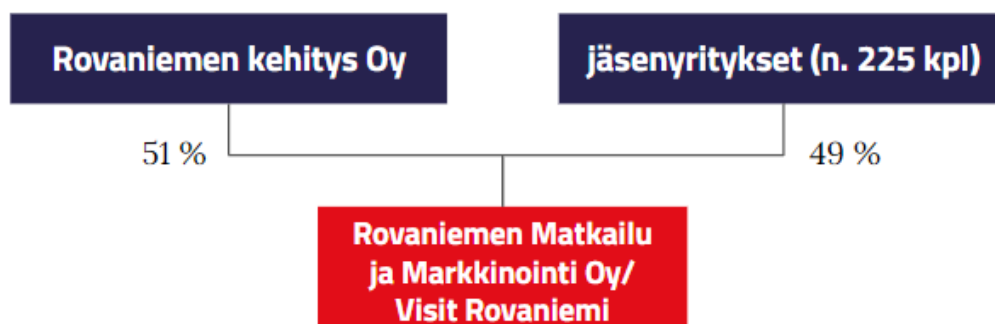 Rovaniemen kehitys Oy
jäsenyritykset (n. 225 kpl)
51 %
49 %
Rovaniemen Matkailu
ja Markkinointi Oy/
Visit Rovaniemi